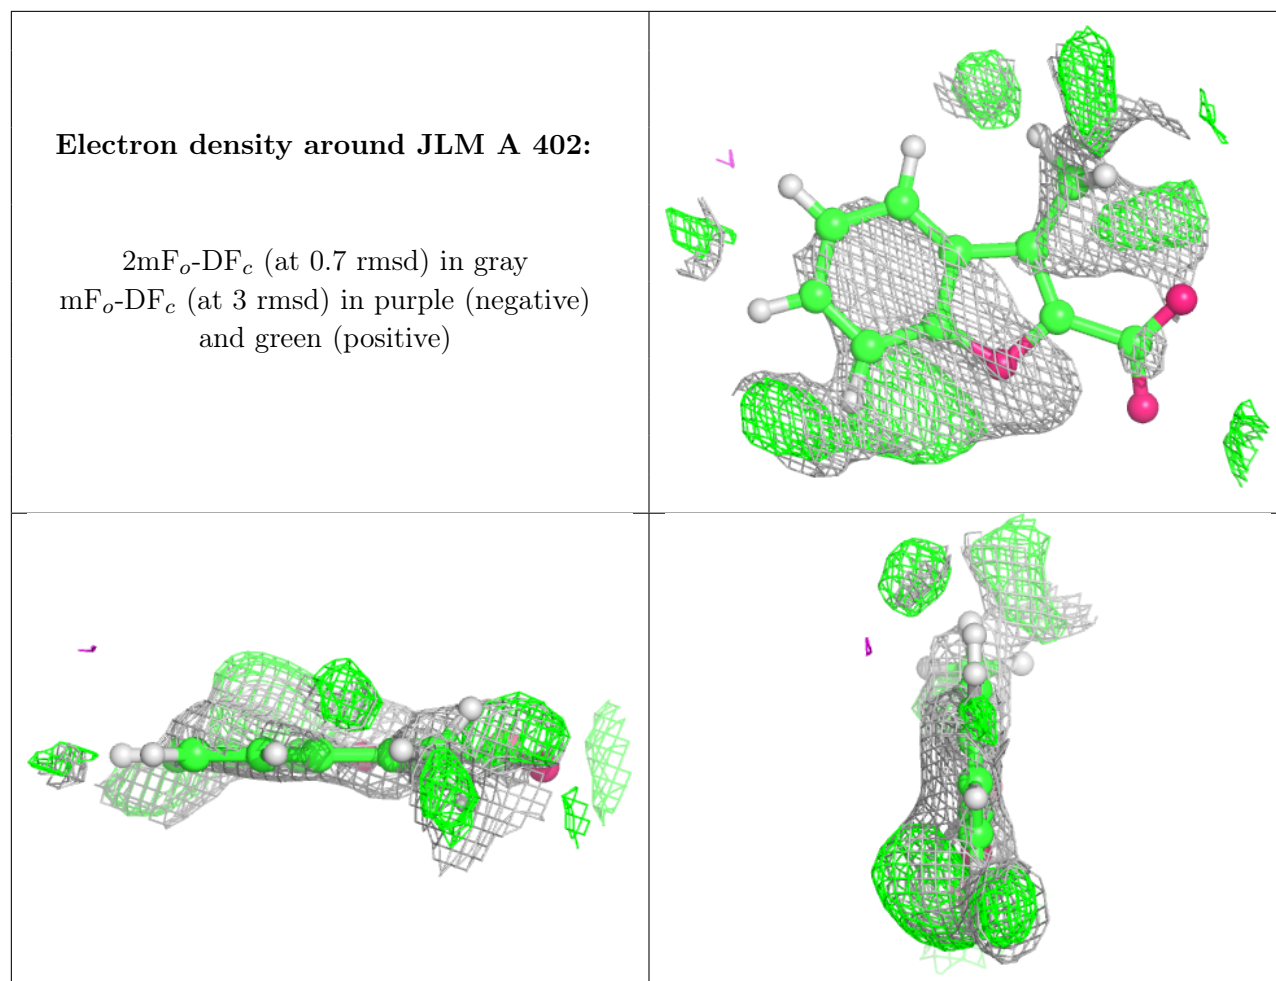 Electron density around JLM A 402:
2mFo-DFc (at 0.7 rmsd) in gray
mFo-DFc (at 3 rmsd) in purple (negative)
and green (positive)